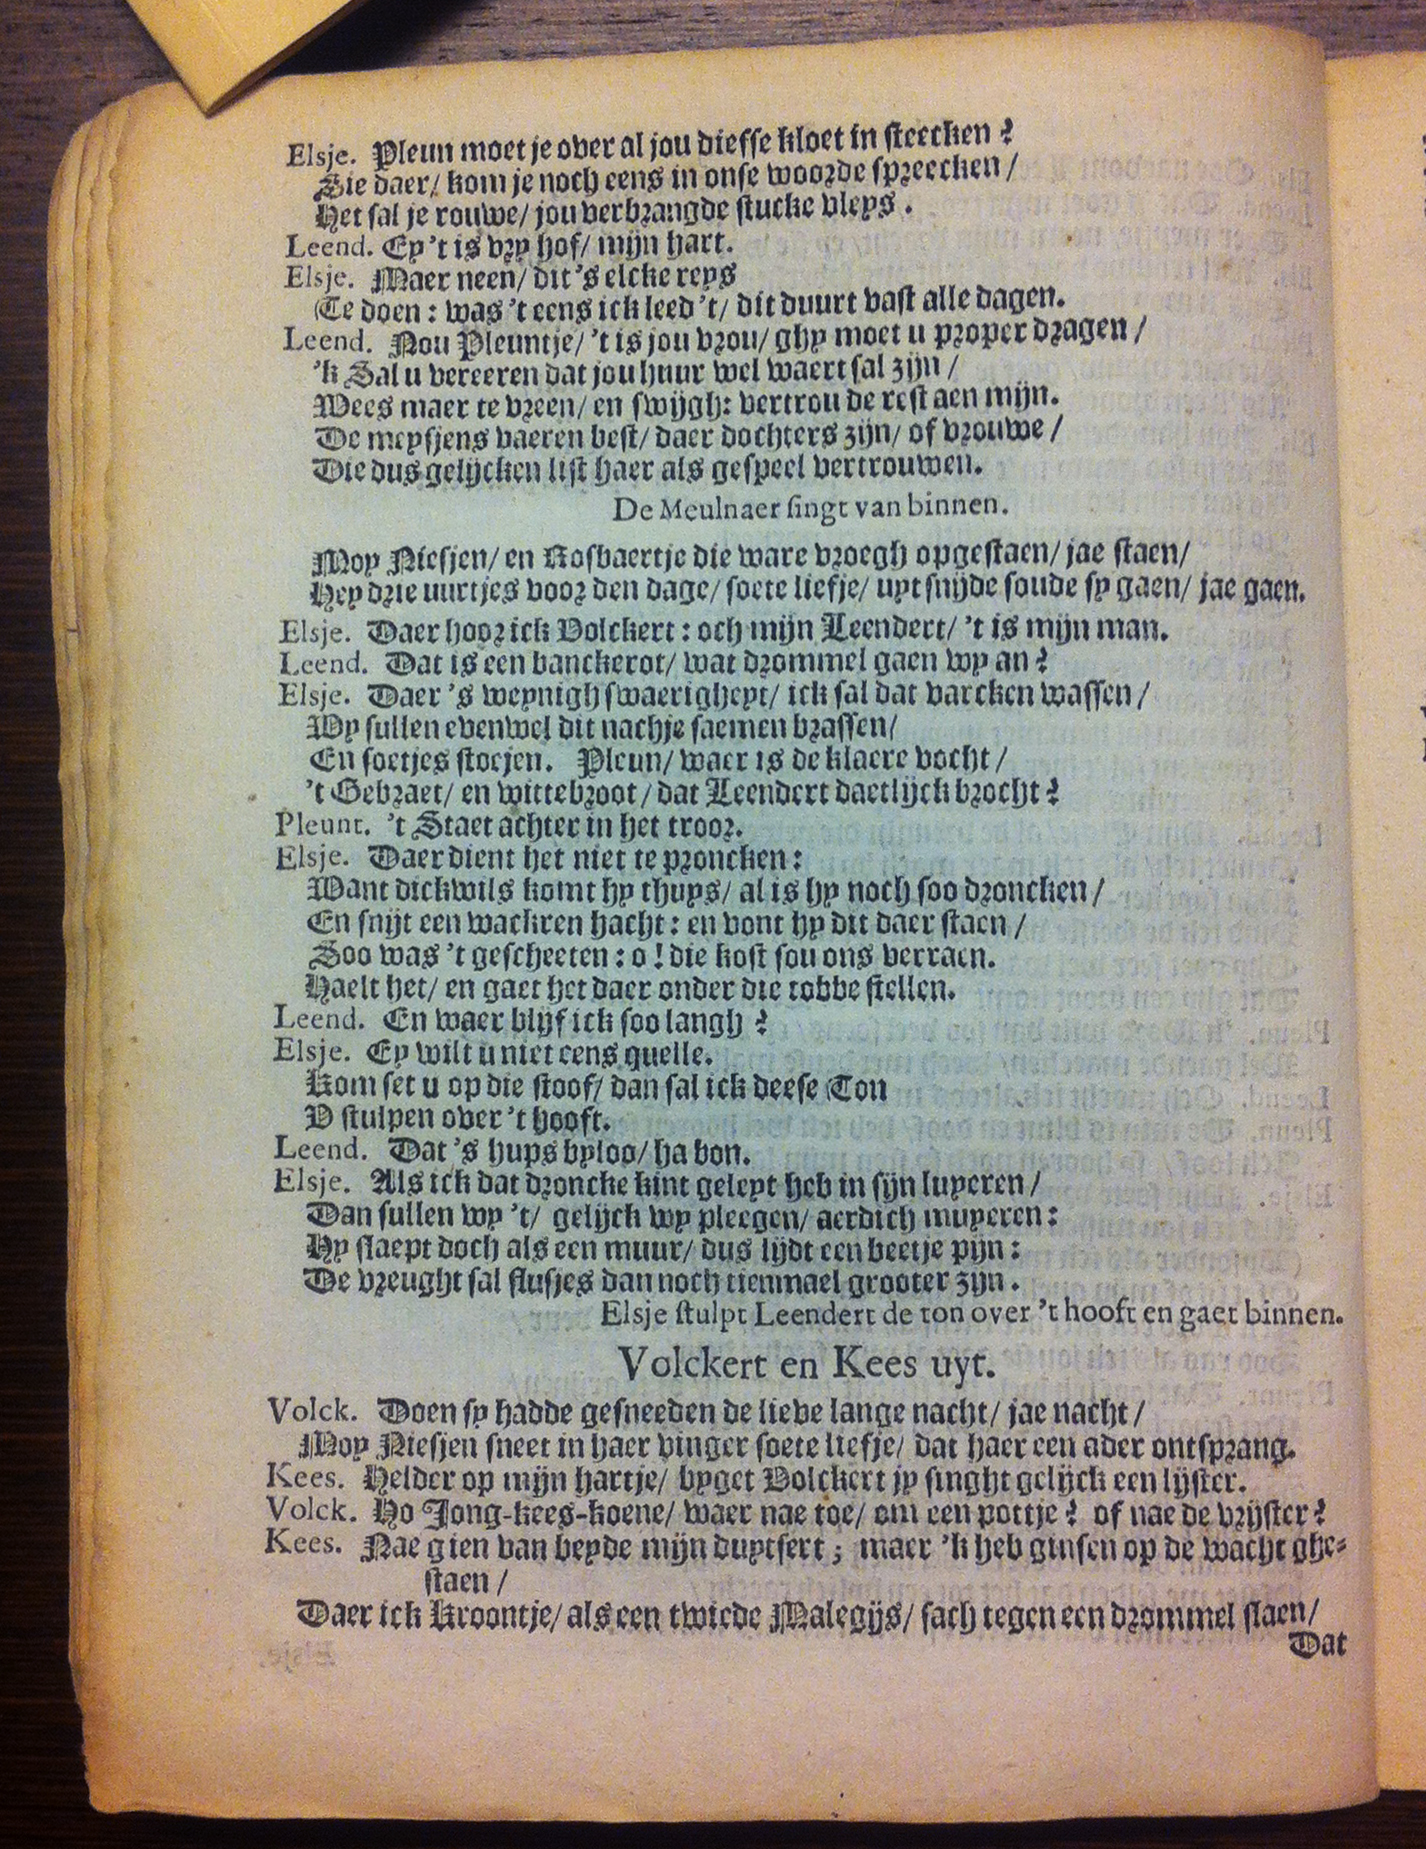 Elsje. Pleun moet je over al jou diesse kloet in steecken?
Sie daer/ kom je noch eens in onse woorde spreecken/
Het sal je rouwe/ jou verbrangde stucke vleys.
Leend. Ey 't is vry hof/ mijn hart.
Elsje. Maer neen/ dit 's elcke reys
Te doen: was 't eens ick leed 't/ dit duurt vast alle dagen.
Leend. Nou Pleuntje/ 't is jou vrou/ ghy moet u proper dragen/
'k Sal u vereeren dat jou huur wel waert sal zijn/
Wees maer te vreen/ en swijgh: vertrou de rest aen mijn.
De meysjens vaeren best/ daer dochters zijn/ of vrouwe/
Die dus gelijcken list haer als gespeel vertrouwen.
De Meulnaer singt van binnen.
Moy Niesjen/ en Kosbaertje die ware vroegh opgestaen/ jae staen/
Hey drie uurtjes voor den dage/ soete liefje/ uyt snijde soude sy gaen/ jae gaen.
Elsje. Daer hoor ick Volckert: och mijn Leendert/ 't is mijn man.
Leend. Dat is een banckerot/ wat drommel gaen wy an?
Elsje. Daer 's weynigh swaerigheyt/ ick sal dat varcken wassen/
Wy sullen evenwel dit nachje saemen brassen/
En soetjes stoejen. Pleun/ waer is de klaere vocht/
't Gebraet/ en wittebroot/ dat Leendert daetlijck brocht?
Pleunt. 't Staet achter in het troor.
Elsje. Daer dient het niet te proncken:
Want dickwils komt hy thuys/ al is hy noch soo droncken/
En snijt een wackren hacht: en vont hy dit daer staen/
Soo was 't gescheeten: o! die kost sou ons verraen.
Haelt het/ en gaet het daer onder die tobbe stellen.
Leend. En waer blijf ick soo langh?
Elsje. Ey wilt u niet eens quelle.
Kom set u op die stoof/ dan sal ick deese Ton
V stulpen over 't hooft.
Leend. Dat 's hups byloo/ ha bon.
Elsje. Als ick dat droncke kint geleyt heb in sijn luyeren/
Dan sullen wy 't/ gelijck wy pleegen/ aerdich muyeren:
Hy slaept doch als een muur/ dus lijdt een beetje pijn:
De vreught sal flusjes dan noch tienmael grooter zijn.
Elsje stulpt Leendert de ton over 't hooft en gaet binnen.
Volckert en Kees uyt.
Volck. Doen sy hadde gesneeden de lieve lange nacht/ jae nacht/
Moy Niesjen sneet in haer vinger soete liefje/ dat haer een ader ontsprang.
Kees. Helder op mijn hartje/ byget Volckert jy singht gelijck een lijster.
Volck. Ho Jong-kees-koene/ waer nae toe/ om een pottje? of nae de vrijster?
Kees. Nae gien van beyde mijn duytsert; maer 'k heb ginsen op de wacht ghe-
staen/
Daer ick Kroontje/ als een twiede Malegijs/ sach tegen een drommel slaen/
Dat